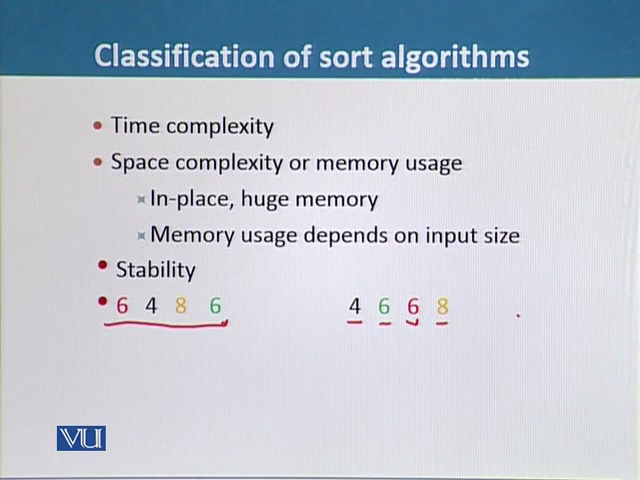 Classification of sort algorithms
Time complexity
Space complexity or memory usage
In-place, huge memory
Memory usage depends on input size
Stability
6 4 8 6 4 6 6 8
VU